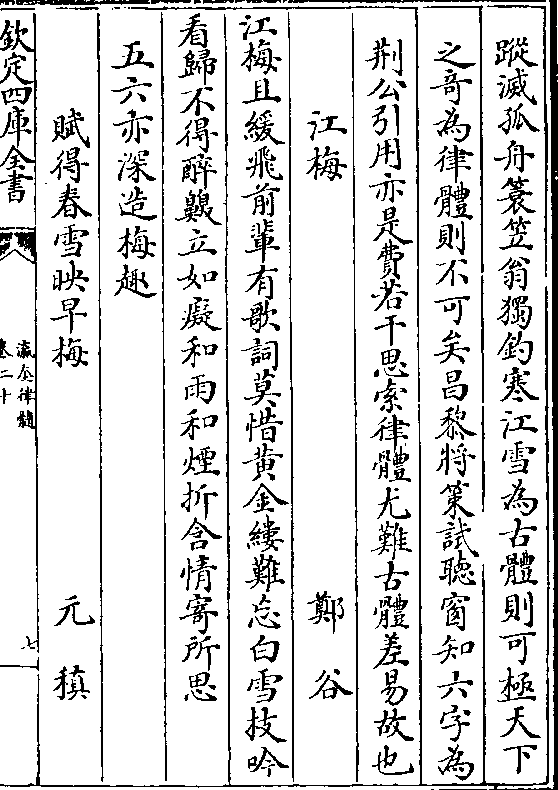 蹤滅孤舟簑笠翁獨釣寒江雪為古體則可極天下
之竒為律體則不可矣昌黎將策試聽窗知六字為
荆公引用亦是費若干思索律體尤難古體差易故也
江梅　鄭谷
江梅且緩飛前輩有歌詞莫惜黄金縷難忘白雪枝吟
看歸不得醉齅立如癡和雨和煙折含情寄所思
五六亦深造梅趣
賦得春雪映早梅　元稹
欽定四庫全書
瀛奎律髓
卷二十
七